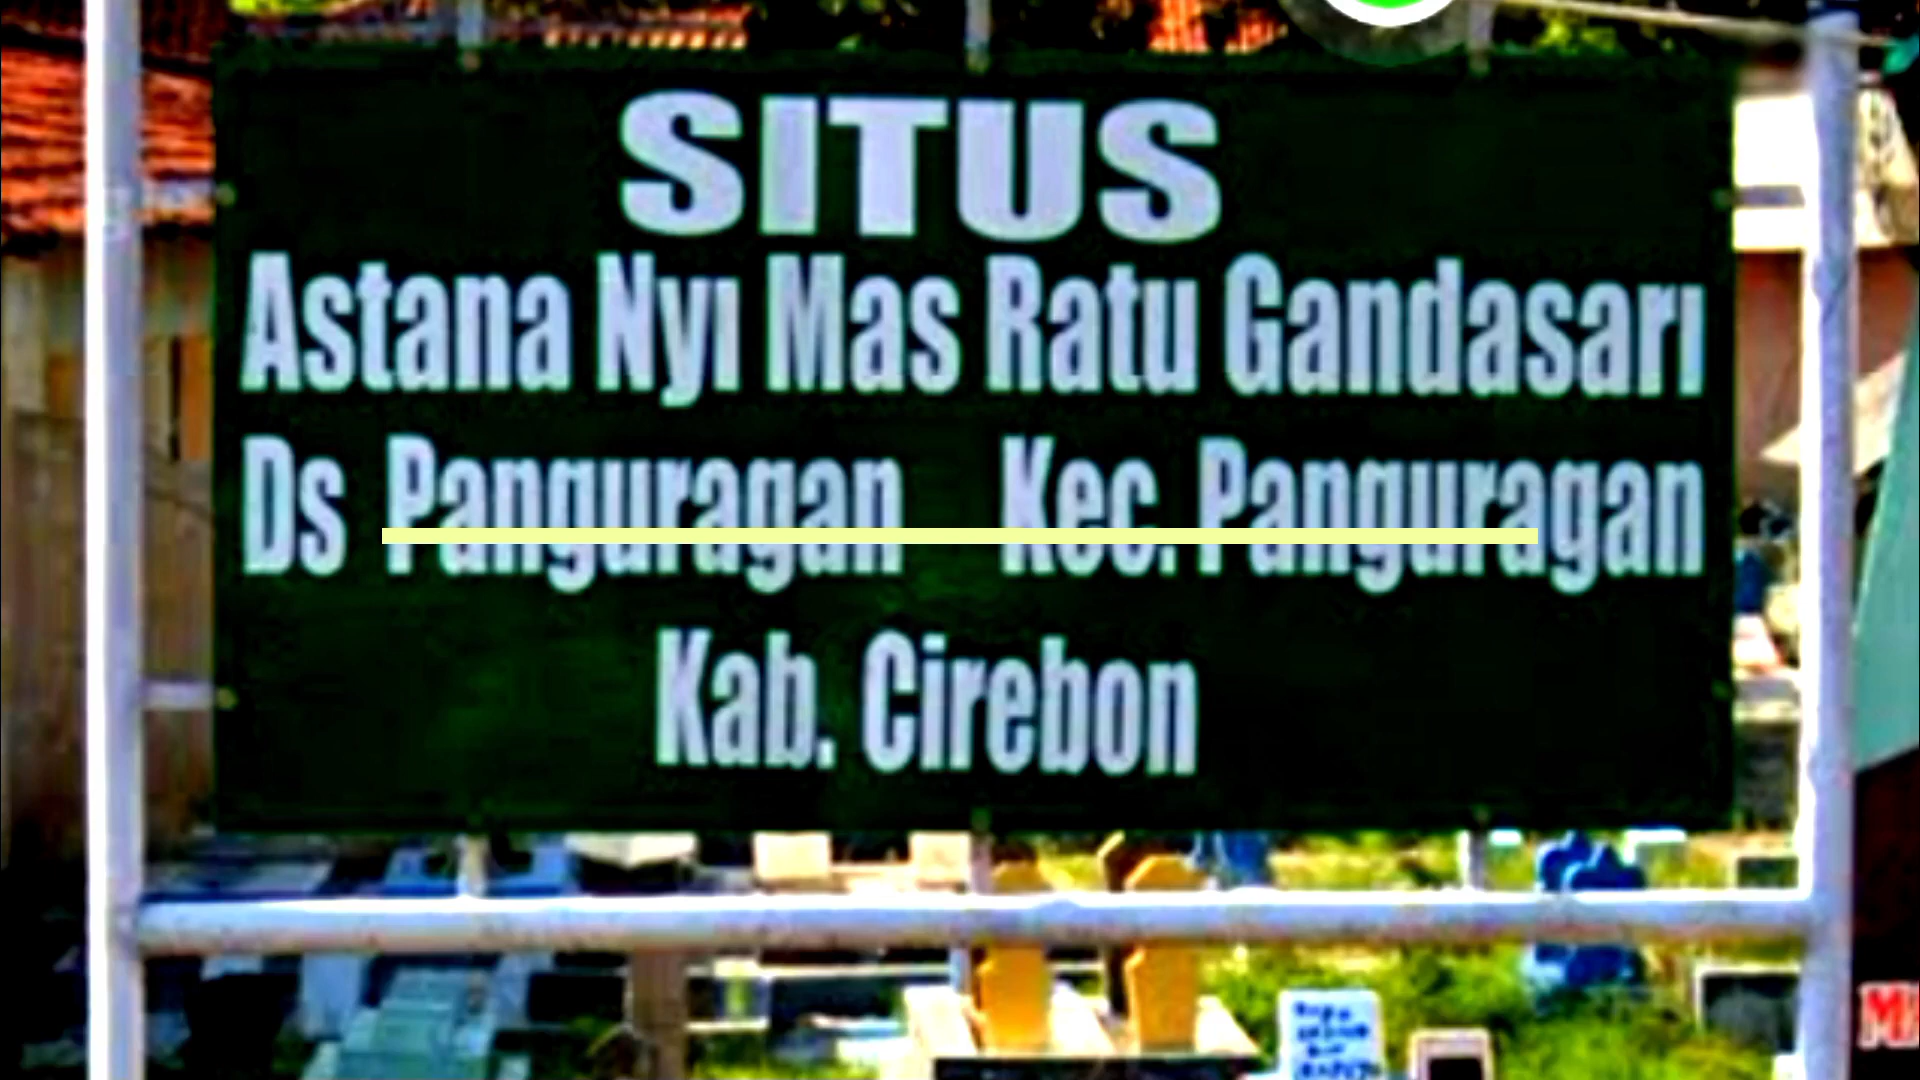 SITUS
Astana Nyi Mas Ratu Gandasari
Ds Panguragan Kec. Panguragan
Kab. Cirebon